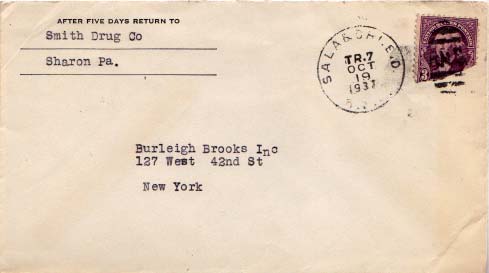 AFTER FIVE DAYS RETURN TO
Smith Drug Co
Sharon Pa.
TR.7
OCT
19
1937
3
Burleigh Brooks Inc
127 West 42nd St
New York